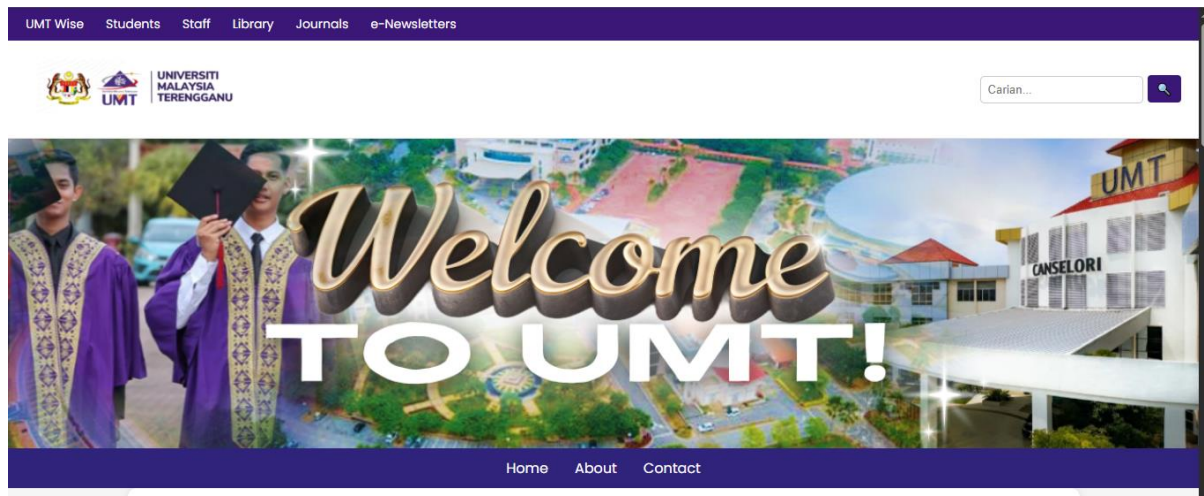 UMT Wise Students Staff Library Journals e-Newsletters
UMT
UNIVERSITI
MALAYSIA
TERENGGANU
Carian...
Welcome
TO UMT!
UMT
CANSELORI
Home About Contact